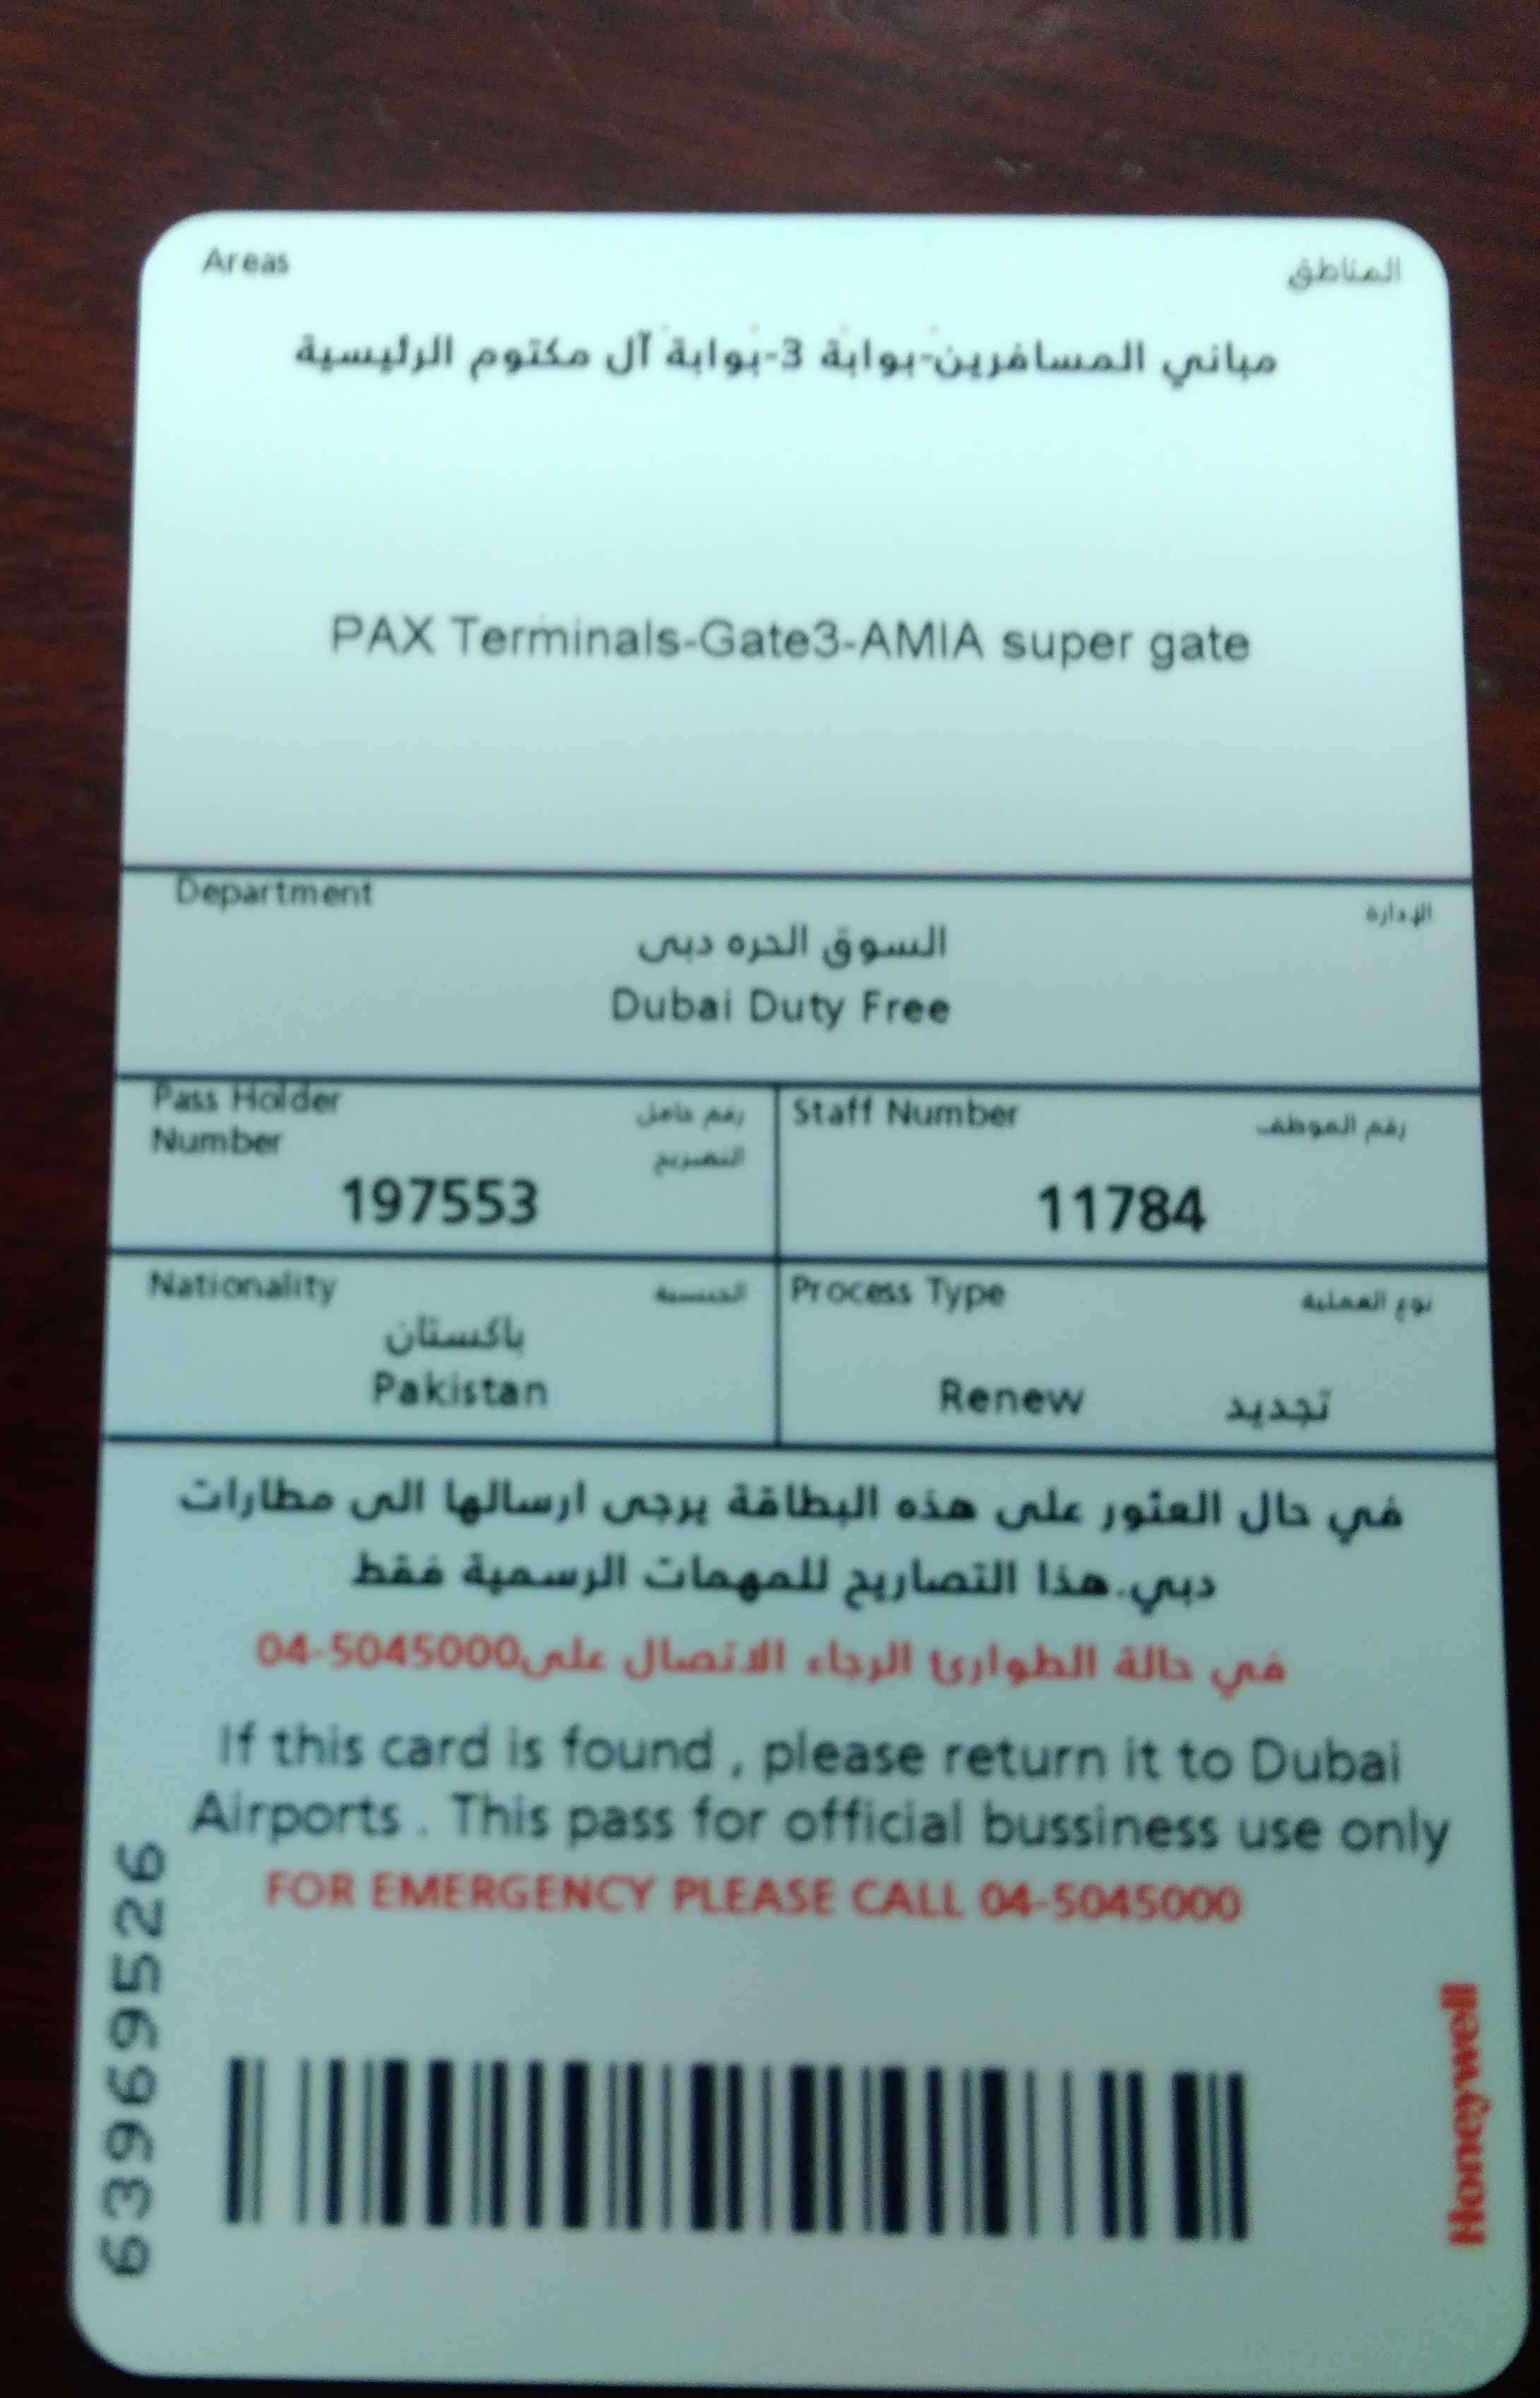 Areas المناطق
مباني المسافرين-بوابة 3-بوابة آل مكتوم الرئيسية
PAX Terminals-Gate3-AMIA super gate
Department الإدارة
السوق الحره دبى
Dubai Duty Free
Pass Holder رقم حامل
Number التصريح
197553
Staff Number رقم الموظف
11784
Nationality الجنسية
باكستان
Pakistan
Process Type نوع العملية
Renew تجديد
في حال العثور على هذه البطاقة يرجى ارسالها الى مطارات
دبي.هذا التصاريح للمهمات الرسمية فقط
في حالة الطوارئ الرجاء الاتصال على04-5045000
If this card is found , please return it to Dubai
Airports . This pass for official bussiness use only
FOR EMERGENCY PLEASE CALL 04-5045000
63969526
Honeywell